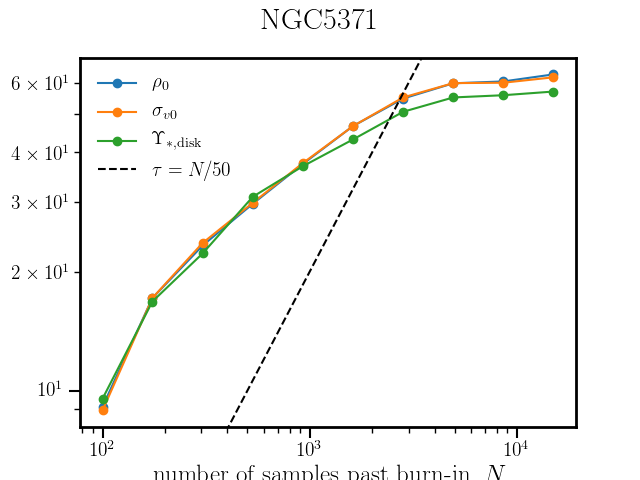 NGC5371
6 × 10¹
4 × 10¹
3 × 10¹
2 × 10¹
10¹
ρ₀
σᵥ₀
ϒ∗,disk
τ = N/50
10² 10³ 10⁴
number of samples past burn-in, N